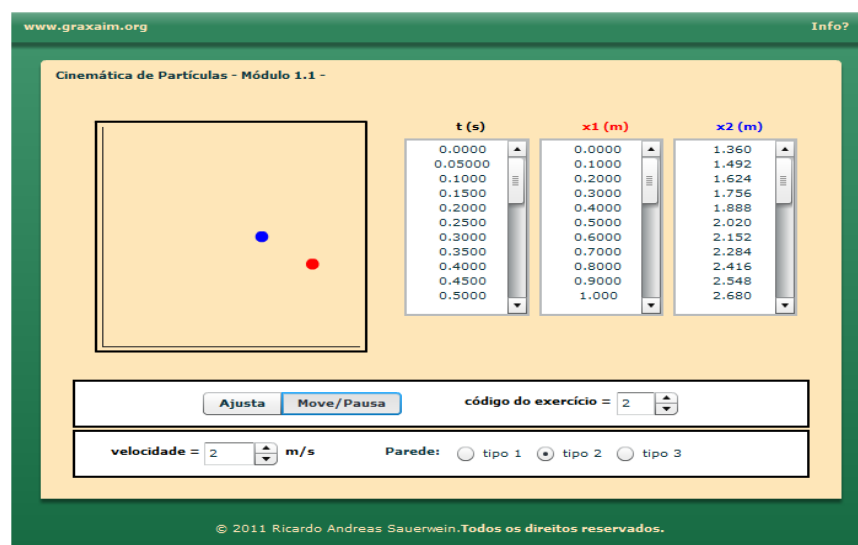 www.graxaim.org Info?
Cinemática de Partículas - Módulo 1.1 -
t (s) x1 (m) x2 (m)
0.0000 0.0000 1.360
0.05000 0.1000 1.492
0.1000 0.2000 1.624
0.1500 0.3000 1.756
0.2000 0.4000 1.888
0.2500 0.5000 2.020
0.3000 0.6000 2.152
0.3500 0.7000 2.284
0.4000 0.8000 2.416
0.4500 0.9000 2.548
0.5000 1.000 2.680
Ajusta Move/Pausa código do exercício = 2
velocidade = 2 m/s Parede: tipo 1 tipo 2 tipo 3
© 2011 Ricardo Andreas Sauerwein.Todos os direitos reservados.